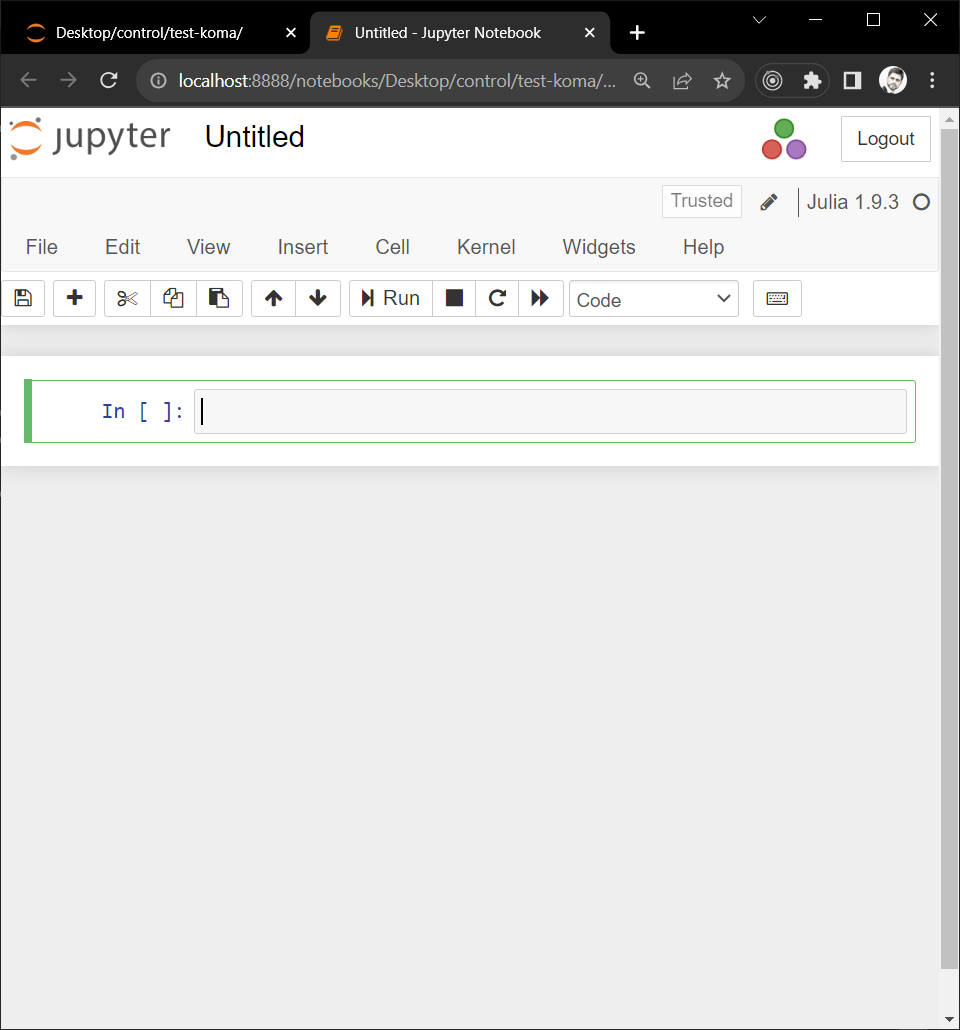 Desktop/control/test-koma/
Untitled - Jupyter Notebook
localhost:8888/notebooks/Desktop/control/test-koma/...
jupyter Untitled
Logout
Trusted
Julia 1.9.3
File Edit View Insert Cell Kernel Widgets Help
Run
Code
In [ ]: